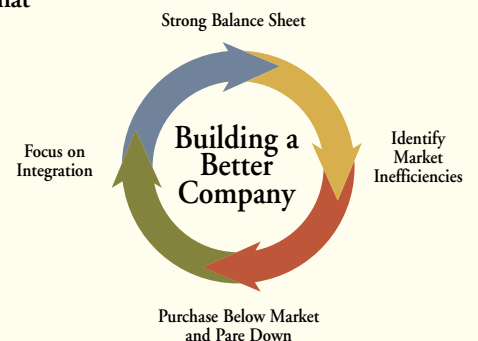 Strong Balance Sheet
Building a
Better
Company
Focus on
Integration
Identify
Market
Inefficiencies
Purchase Below Market
and Pare Down